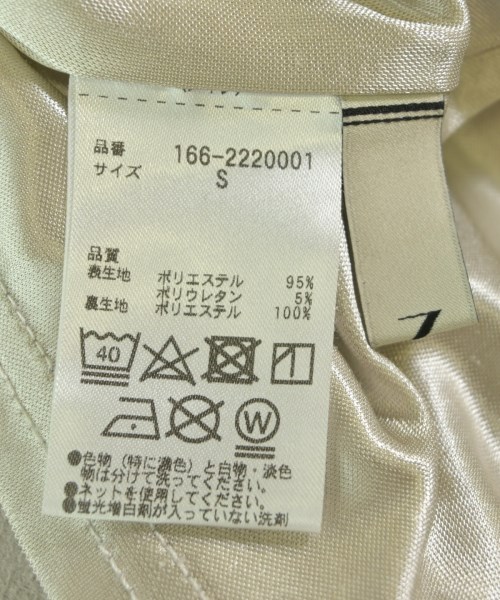 品番 166-2220001
サイズ S
品質
表生地 ポリエステル 95%
ポリウレタン 5%
裏生地 ポリエステル 100%
40
W
●色物（特に濃色）と白物・淡色
物は分けて洗ってください。
●ネットを使用してください。
●蛍光増白剤が入っていない洗剤